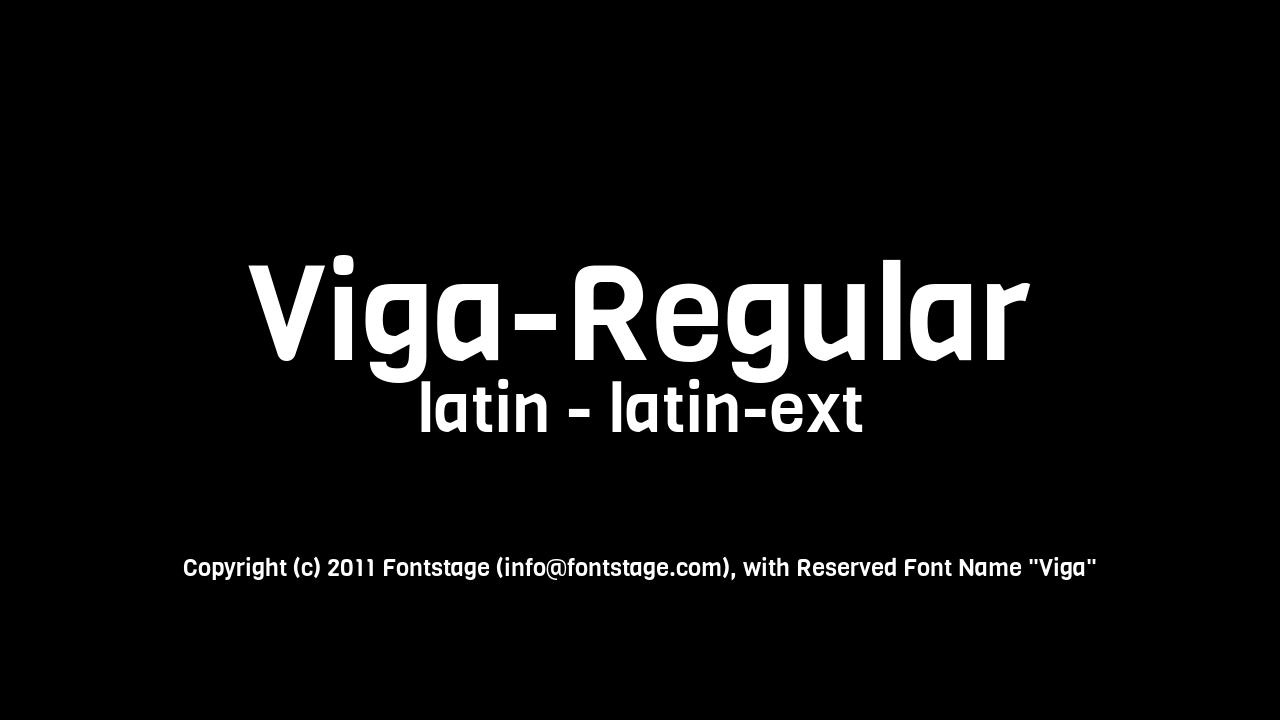 Viga-Regular
latin - latin-ext
Copyright (c) 2011 Fontstage (info@fontstage.com), with Reserved Font Name "Viga"